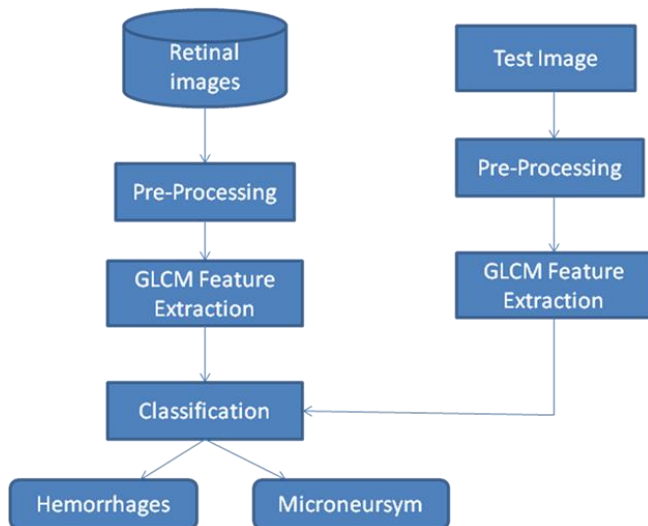 Retinal
images
Pre-Processing
GLCM Feature
Extraction
Classification
Hemorrhages
Microneursym
Test Image
Pre-Processing
GLCM Feature
Extraction